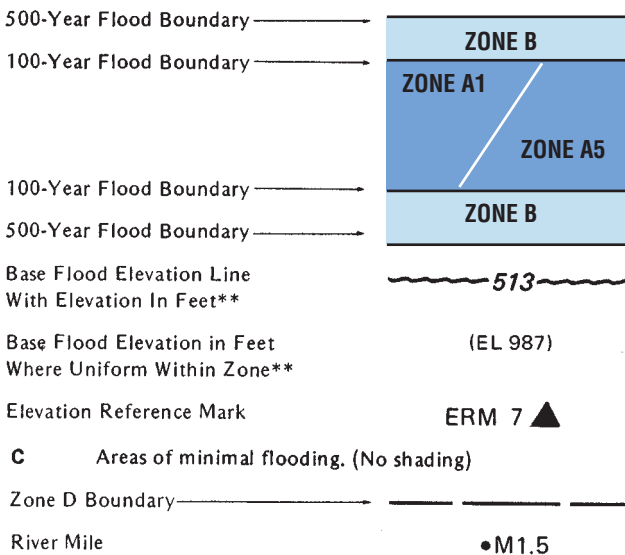 500-Year Flood Boundary
ZONE B
100-Year Flood Boundary
ZONE A1
ZONE A5
100-Year Flood Boundary
ZONE B
500-Year Flood Boundary
Base Flood Elevation Line
With Elevation In Feet**
513
Base Flood Elevation in Feet
Where Uniform Within Zone**
(EL 987)
Elevation Reference Mark
ERM 7
C Areas of minimal flooding. (No shading)
Zone D Boundary
River Mile
•M1.5